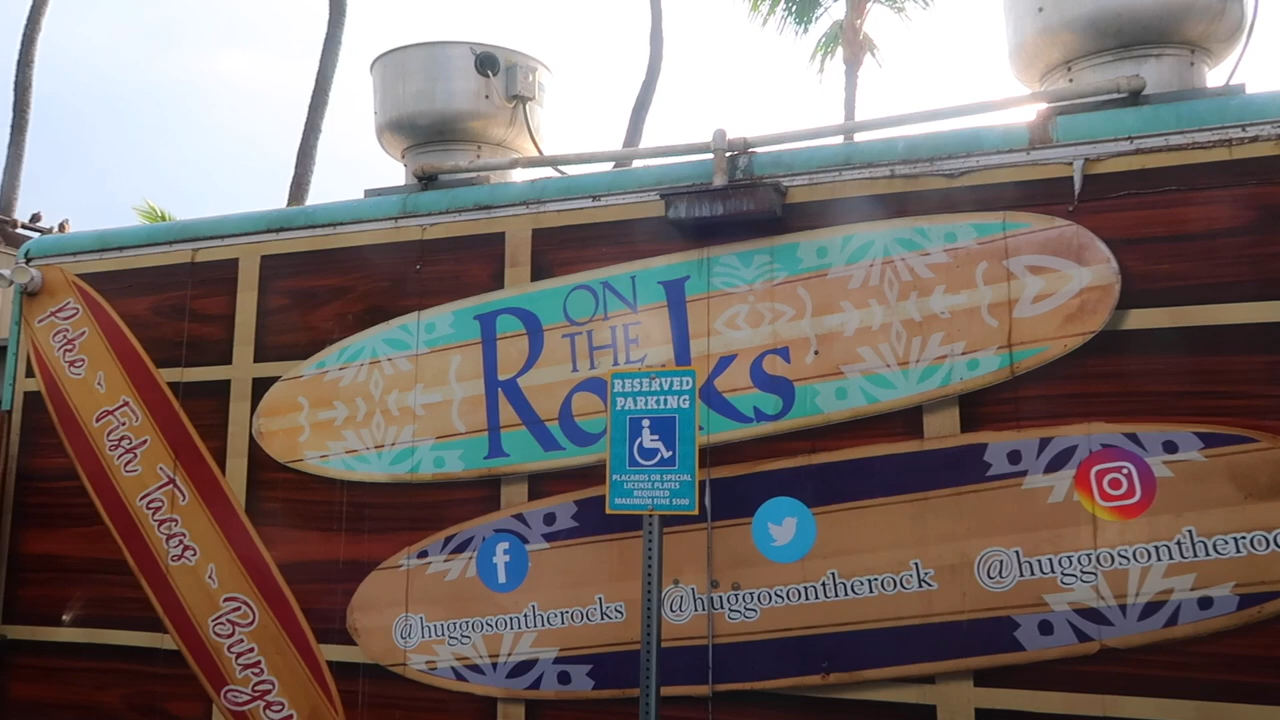 ON
THE
Rocks
RESERVED
PARKING
PLACARDS OR SPECIAL
LICENSE PLATES
REQUIRED
MAXIMUM FINE $500
Poke ~ Fish Tacos ~ Burge
f
@huggosontherocks
@huggosontherock
@huggosontheroc